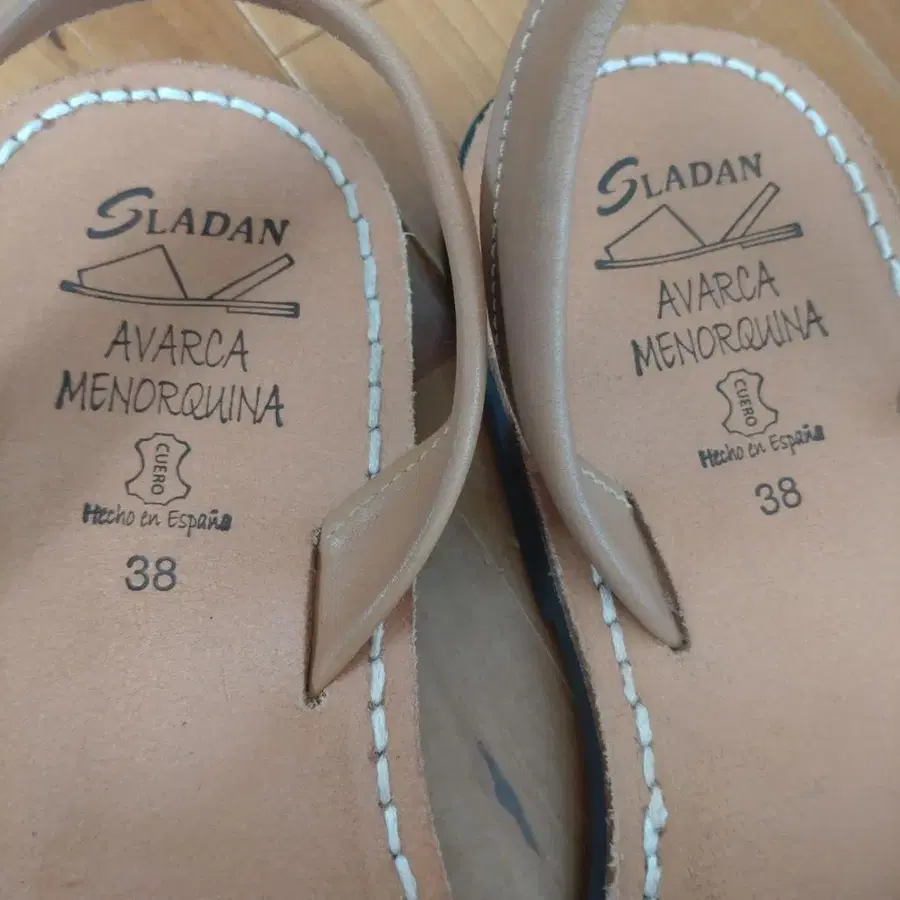 SLADAN
AVARCA
MENORQUINA
CUERO
Hecho en España
38
SLADAN
AVARCA
MENORQUINA
CUERO
Hecho en España
38